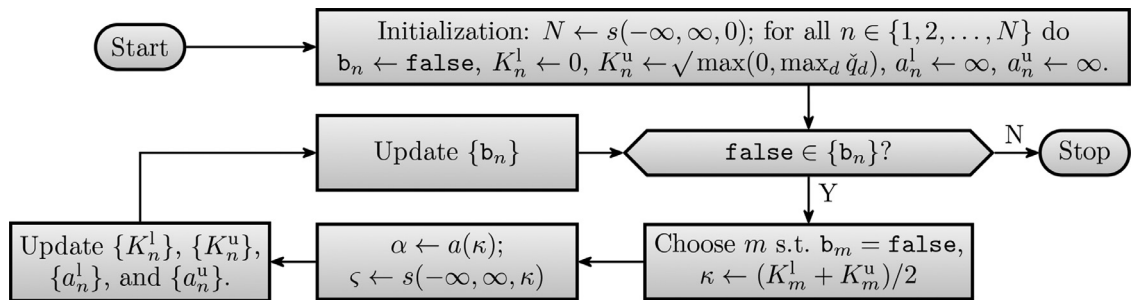 Start
Initialization: N ← s(−∞, ∞, 0); for all n ∈ {1, 2, . . . , N} do
b_n ← false, K_n^l ← 0, K_n^u ← √max(0, max_d q̌_d), a_n^l ← ∞, a_n^u ← ∞.
Update {b_n}
false ∈ {b_n}?
N
Stop
Y
Update {K_n^l}, {K_n^u},
{a_n^l}, and {a_n^u}.
α ← a(κ);
ς ← s(−∞, ∞, κ)
Choose m s.t. b_m = false,
κ ← (K_m^l + K_m^u)/2